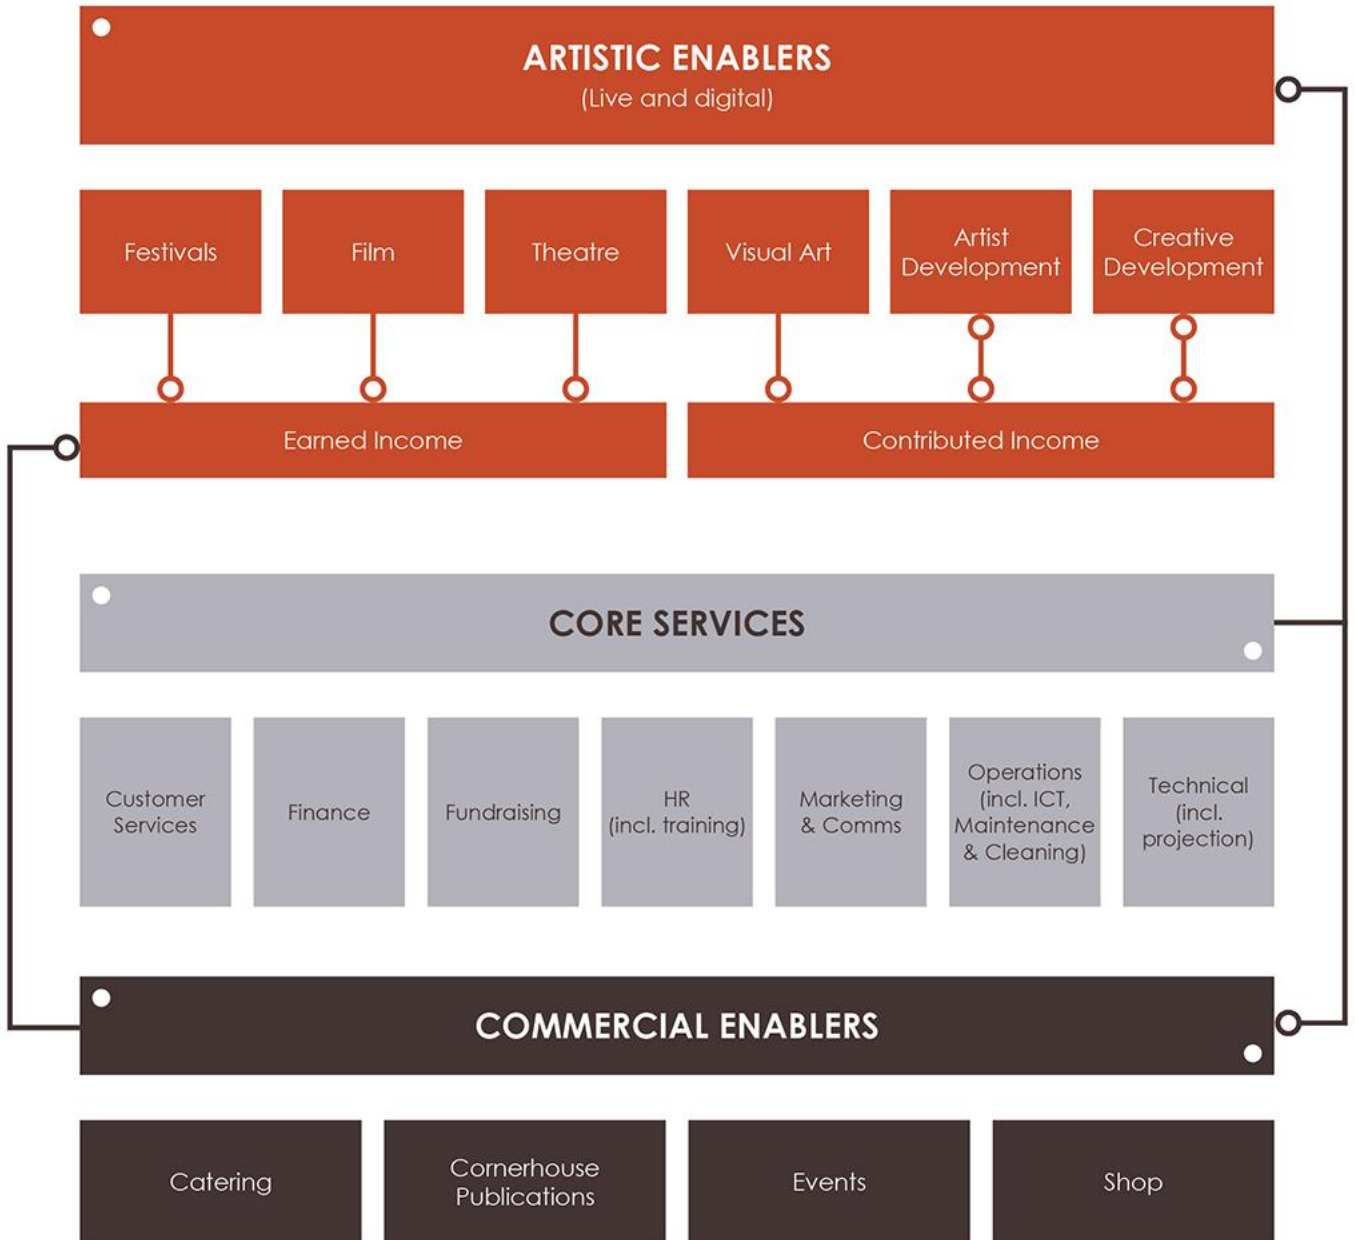 ARTISTIC ENABLERS
(Live and digital)
Festivals
Film
Theatre
Visual Art
Artist
Development
Creative
Development
Earned Income
Contributed Income
CORE SERVICES
Customer
Services
Finance
Fundraising
HR
(incl. training)
Marketing
& Comms
Operations
(incl. ICT,
Maintenance
& Cleaning)
Technical
(incl.
projection)
COMMERCIAL ENABLERS
Catering
Cornerhouse
Publications
Events
Shop